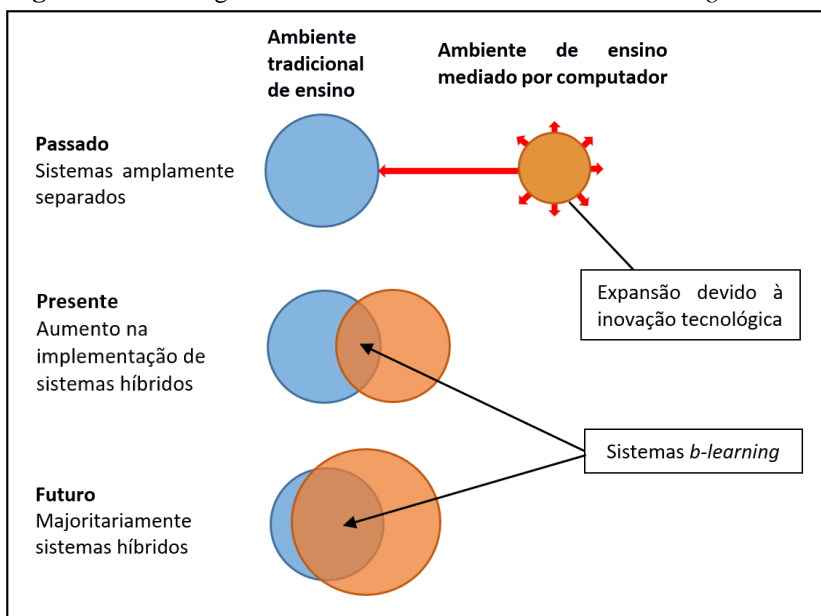 Ambiente
tradicional
de ensino
Ambiente de ensino
mediado por computador
Passado
Sistemas amplamente
separados
Expansão devido à
inovação tecnológica
Presente
Aumento na
implementação de
sistemas híbridos
Sistemas b-learning
Futuro
Majoritariamente
sistemas híbridos